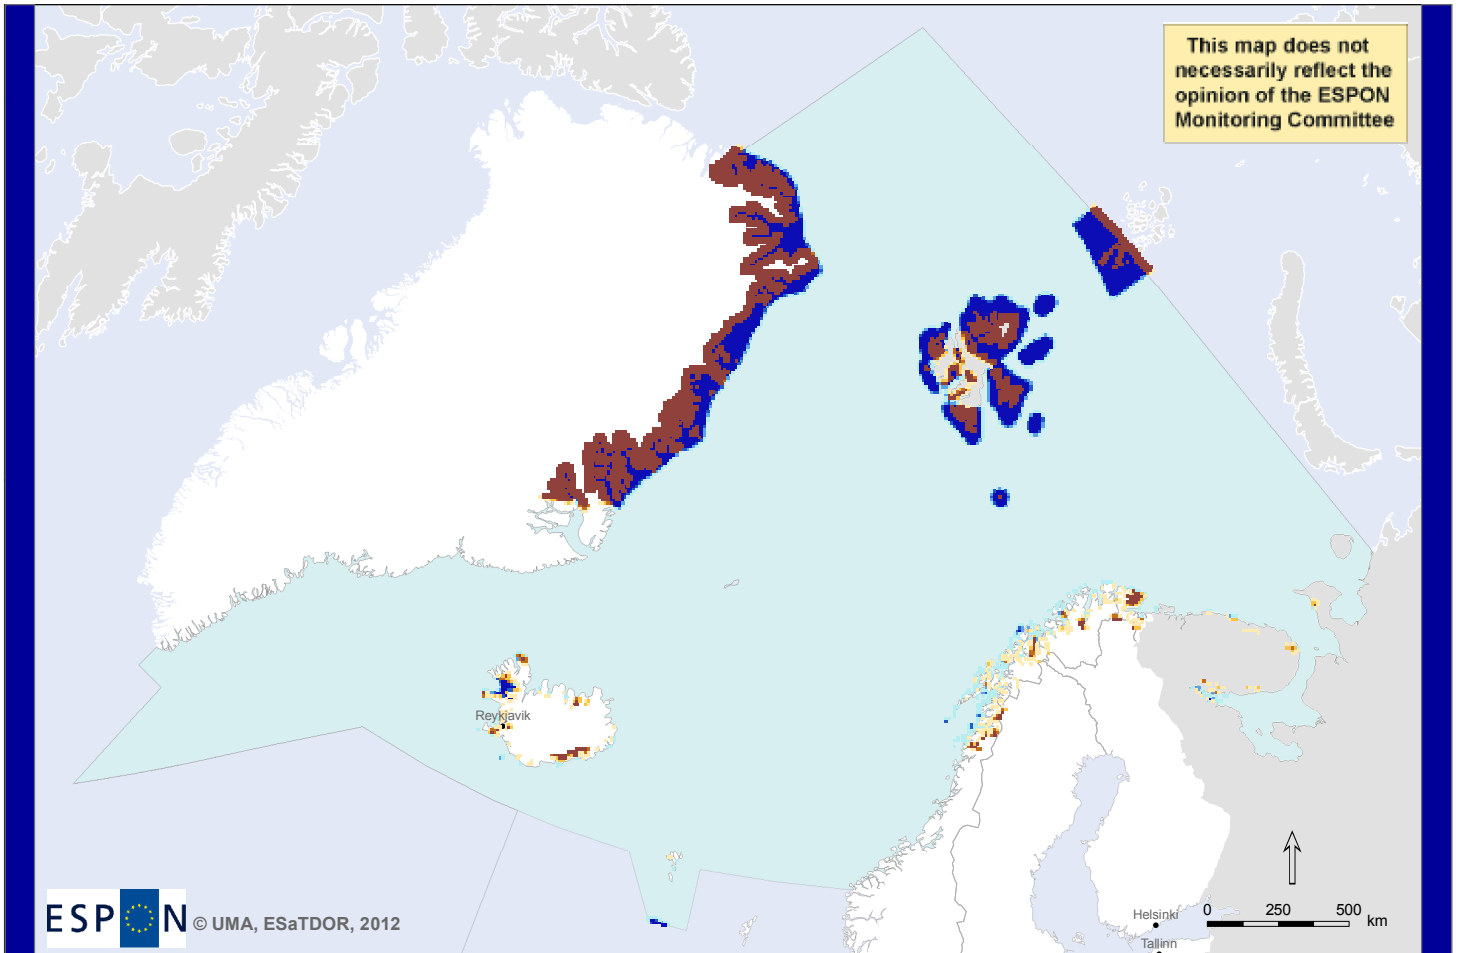 This map does not
necessarily reflect the
opinion of the ESPON
Monitoring Committee
Reykjavik
ESPON © UMA, ESaTDOR, 2012
0 250 500
km
Helsinki
Tallinn